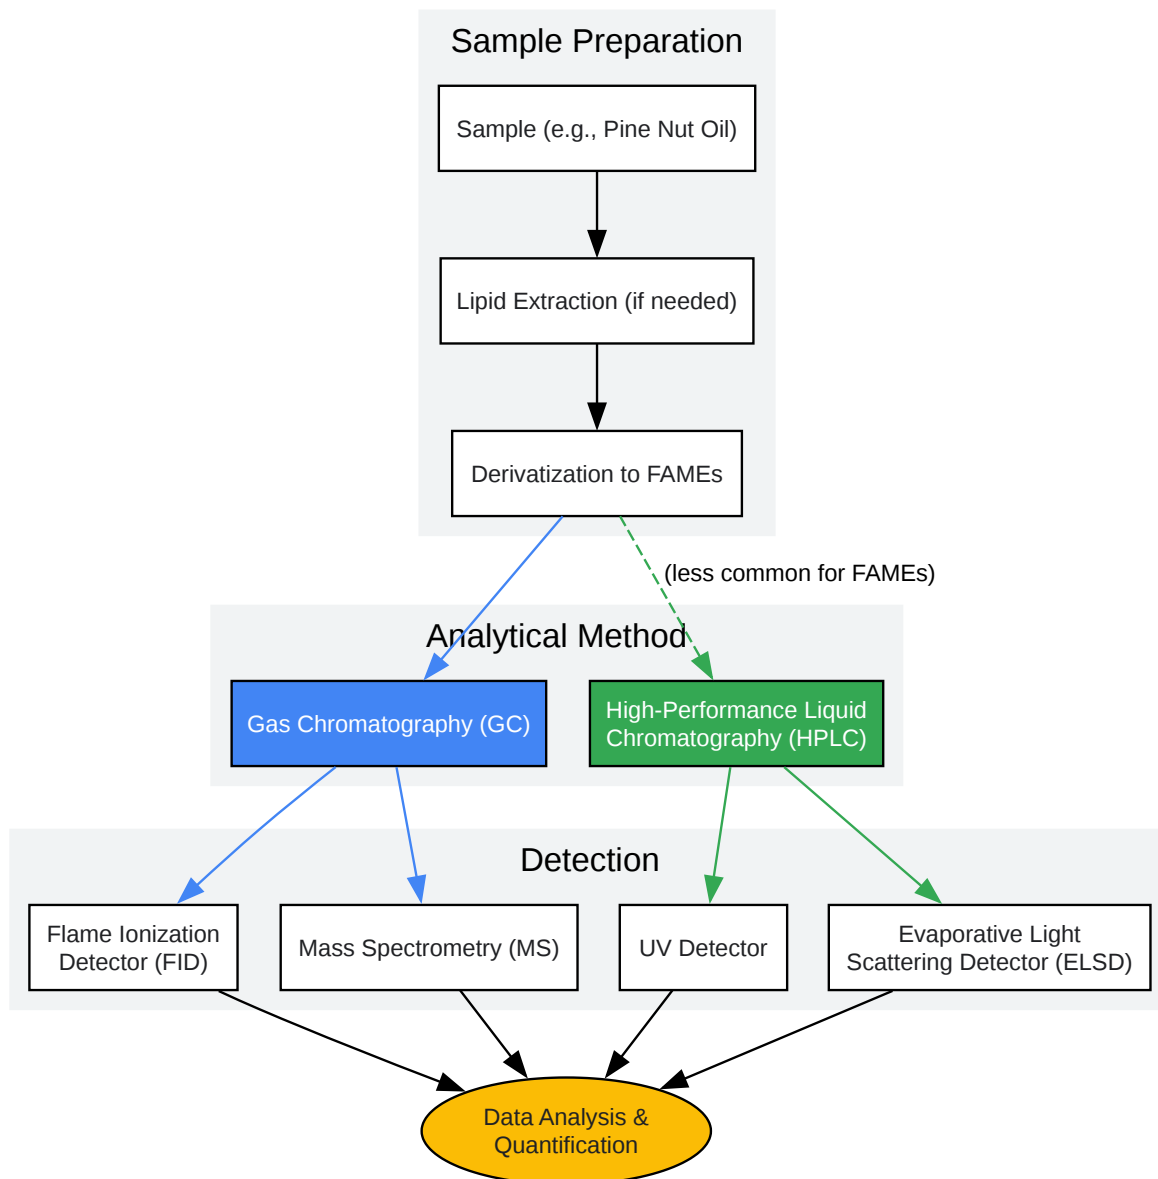 Sample Preparation
Sample (e.g., Pine Nut Oil)
Lipid Extraction (if needed)
Derivatization to FAMEs
(less common for FAMEs)
Analytical Method
Gas Chromatography (GC)
High-Performance Liquid
Chromatography (HPLC)
Detection
Flame Ionization
Detector (FID)
Mass Spectrometry (MS)
UV Detector
Evaporative Light
Scattering Detector (ELSD)
Data Analysis &
Quantification